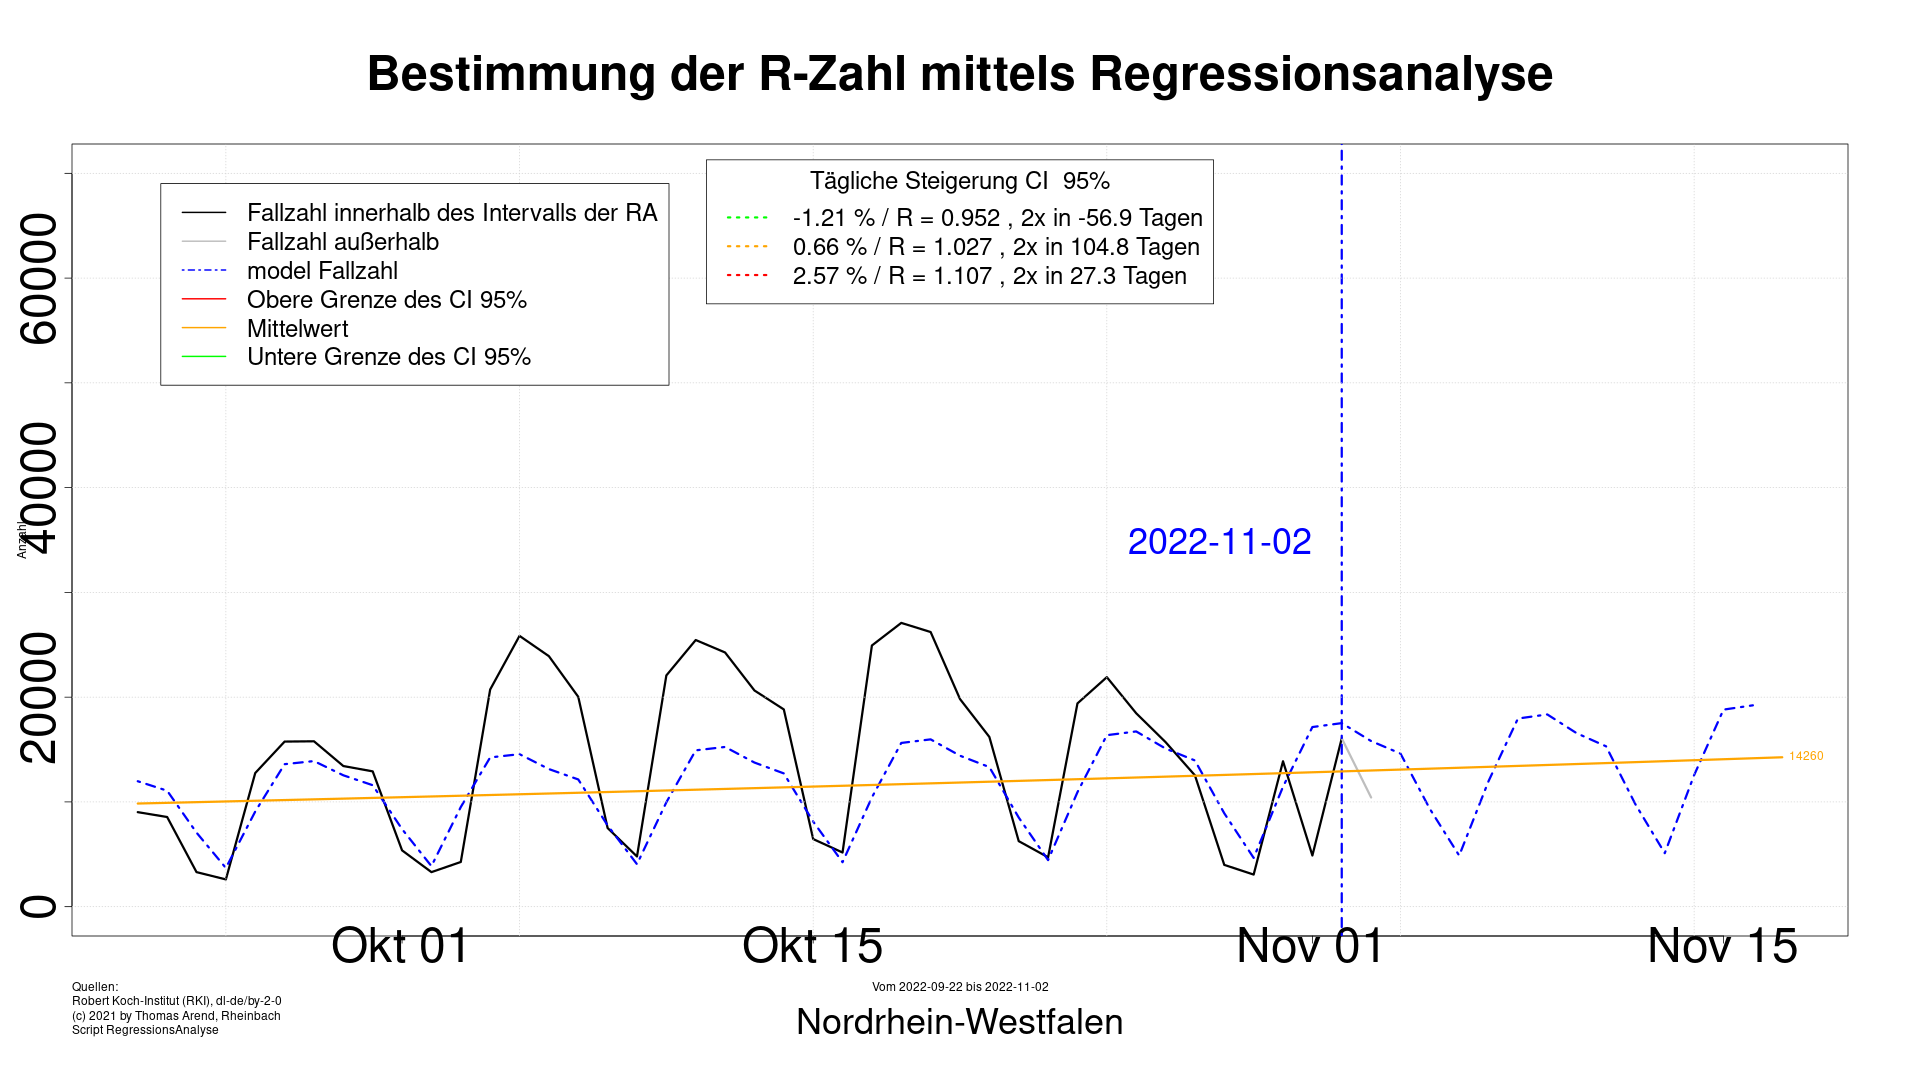 Bestimmung der R-Zahl mittels Regressionsanalyse
Fallzahl innerhalb des Intervalls der RA
Fallzahl außerhalb
model Fallzahl
Obere Grenze des CI 95%
Mittelwert
Untere Grenze des CI 95%
Tägliche Steigerung CI  95%
-1.21 % / R = 0.952 , 2x in -56.9 Tagen
0.66 % / R = 1.027 , 2x in 104.8 Tagen
2.57 % / R = 1.107 , 2x in 27.3 Tagen
60000
40000
20000
0
Anzahl
2022-11-02
14260
Okt 01
Okt 15
Nov 01
Nov 15
Quellen:
Robert Koch-Institut (RKI), dl-de/by-2-0
(c) 2021 by Thomas Arend, Rheinbach
Script RegressionsAnalyse
Vom 2022-09-22 bis 2022-11-02
Nordrhein-Westfalen